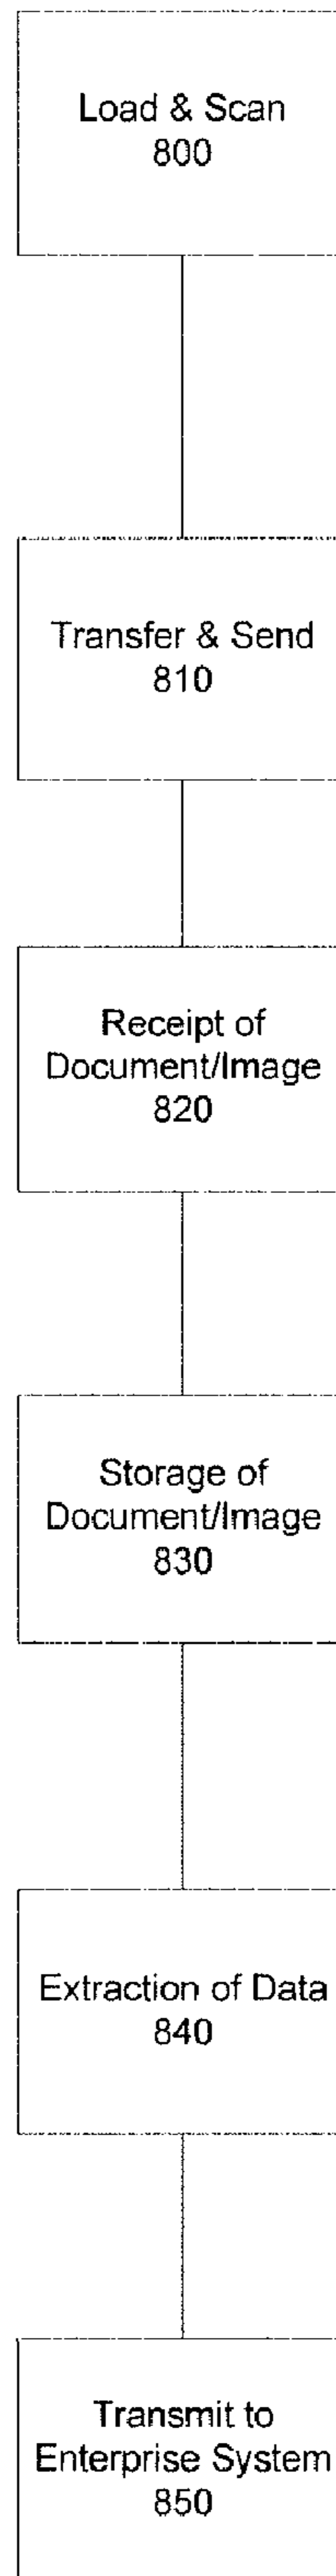 Load & Scan
800
Transfer & Send
810
Receipt of
Document/Image
820
Storage of
Document/Image
830
Extraction of Data
840
Transmit to
Enterprise System
850